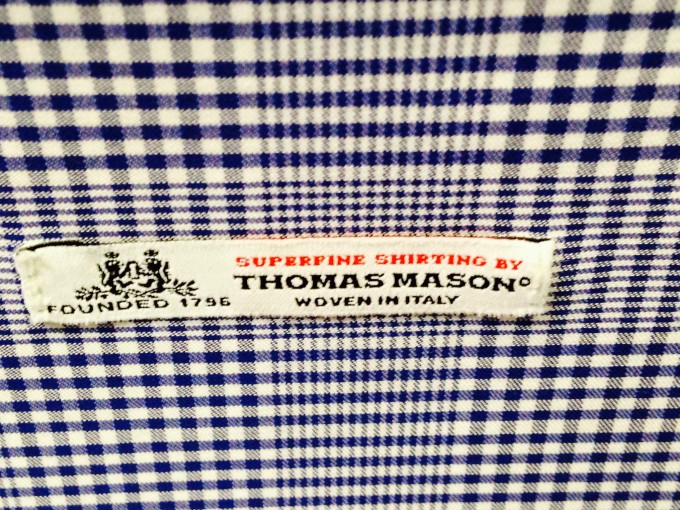 SUPERFINE SHIRTING BY
THOMAS MASON
WOVEN IN ITALY
FOUNDED 1796